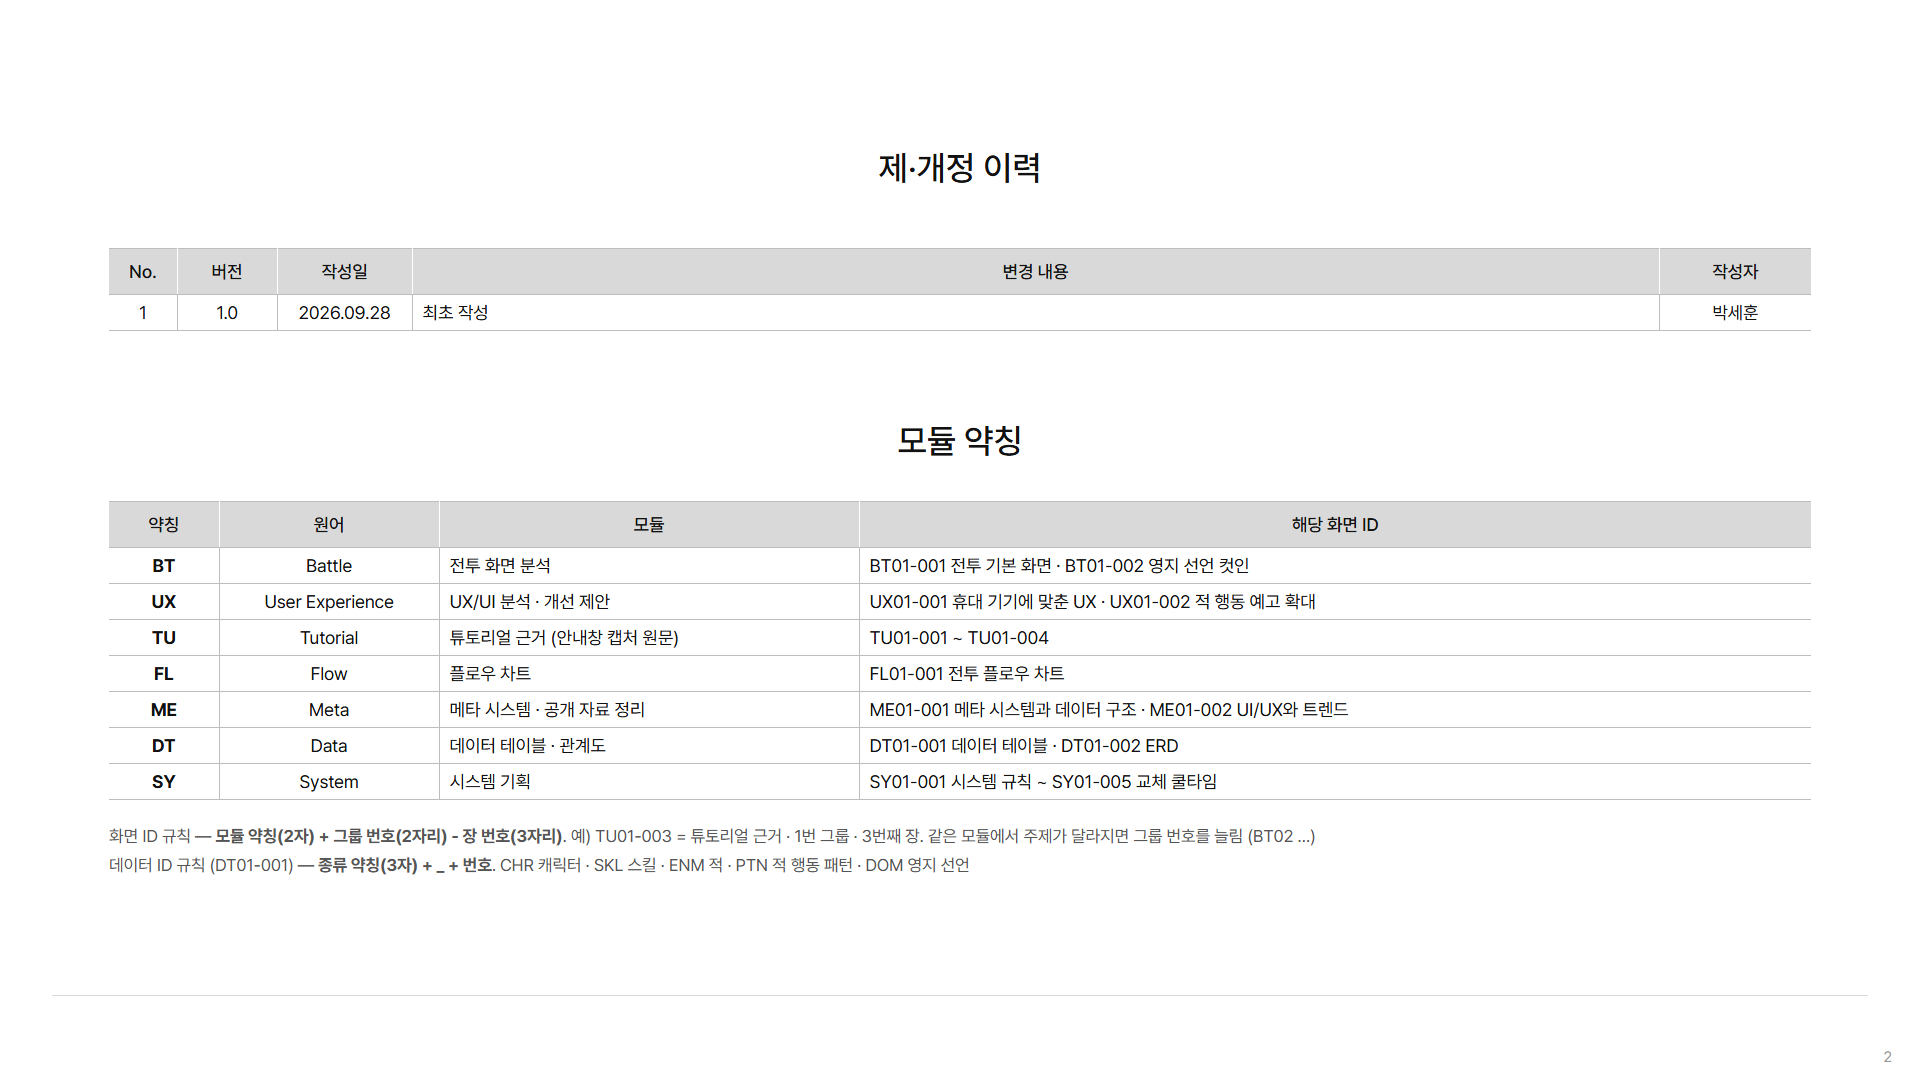 제·개정 이력
No. 버전 작성일 변경 내용 작성자
1 1.0 2026.09.28 최초 작성 박세훈
모듈 약칭
약칭 원어 모듈 해당 화면 ID
BT Battle 전투 화면 분석 BT01-001 전투 기본 화면 · BT01-002 영지 선언 컷인
UX User Experience UX/UI 분석 · 개선 제안 UX01-001 휴대 기기에 맞춘 UX · UX01-002 적 행동 예고 확대
TU Tutorial 튜토리얼 근거 (안내창 캡처 원문) TU01-001 ~ TU01-004
FL Flow 플로우 차트 FL01-001 전투 플로우 차트
ME Meta 메타 시스템 · 공개 자료 정리 ME01-001 메타 시스템과 데이터 구조 · ME01-002 UI/UX와 트렌드
DT Data 데이터 테이블 · 관계도 DT01-001 데이터 테이블 · DT01-002 ERD
SY System 시스템 기획 SY01-001 시스템 규칙 ~ SY01-005 교체 쿨타임
화면 ID 규칙 — 모듈 약칭(2자) + 그룹 번호(2자리) - 장 번호(3자리). 예) TU01-003 = 튜토리얼 근거 · 1번 그룹 · 3번째 장. 같은 모듈에서 주제가 달라지면 그룹 번호를 늘림 (BT02 ...)
데이터 ID 규칙 (DT01-001) — 종류 약칭(3자) + _ + 번호. CHR 캐릭터 · SKL 스킬 · ENM 적 · PTN 적 행동 패턴 · DOM 영지 선언
2